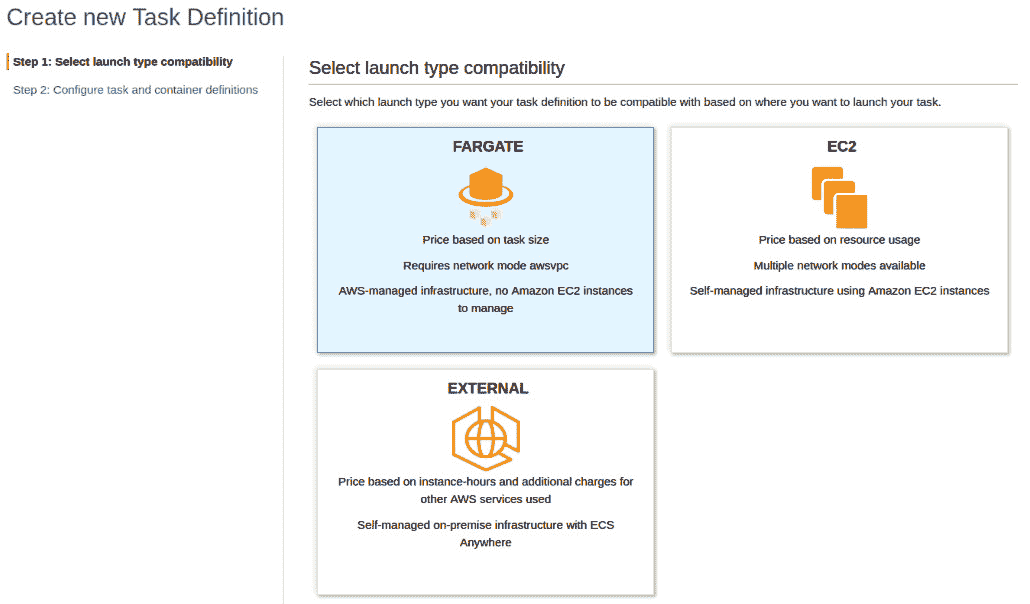 Create new Task Definition
Step 1: Select launch type compatibility
Step 2: Configure task and container definitions
Select launch type compatibility
Select which launch type you want your task definition to be compatible with based on where you want to launch your task.
FARGATE
Price based on task size
Requires network mode awsvpc
AWS-managed infrastructure, no Amazon EC2 instances
to manage
EC2
Price based on resource usage
Multiple network modes available
Self-managed infrastructure using Amazon EC2 instances
EXTERNAL
Price based on instance-hours and additional charges for
other AWS services used
Self-managed on-premise infrastructure with ECS
Anywhere